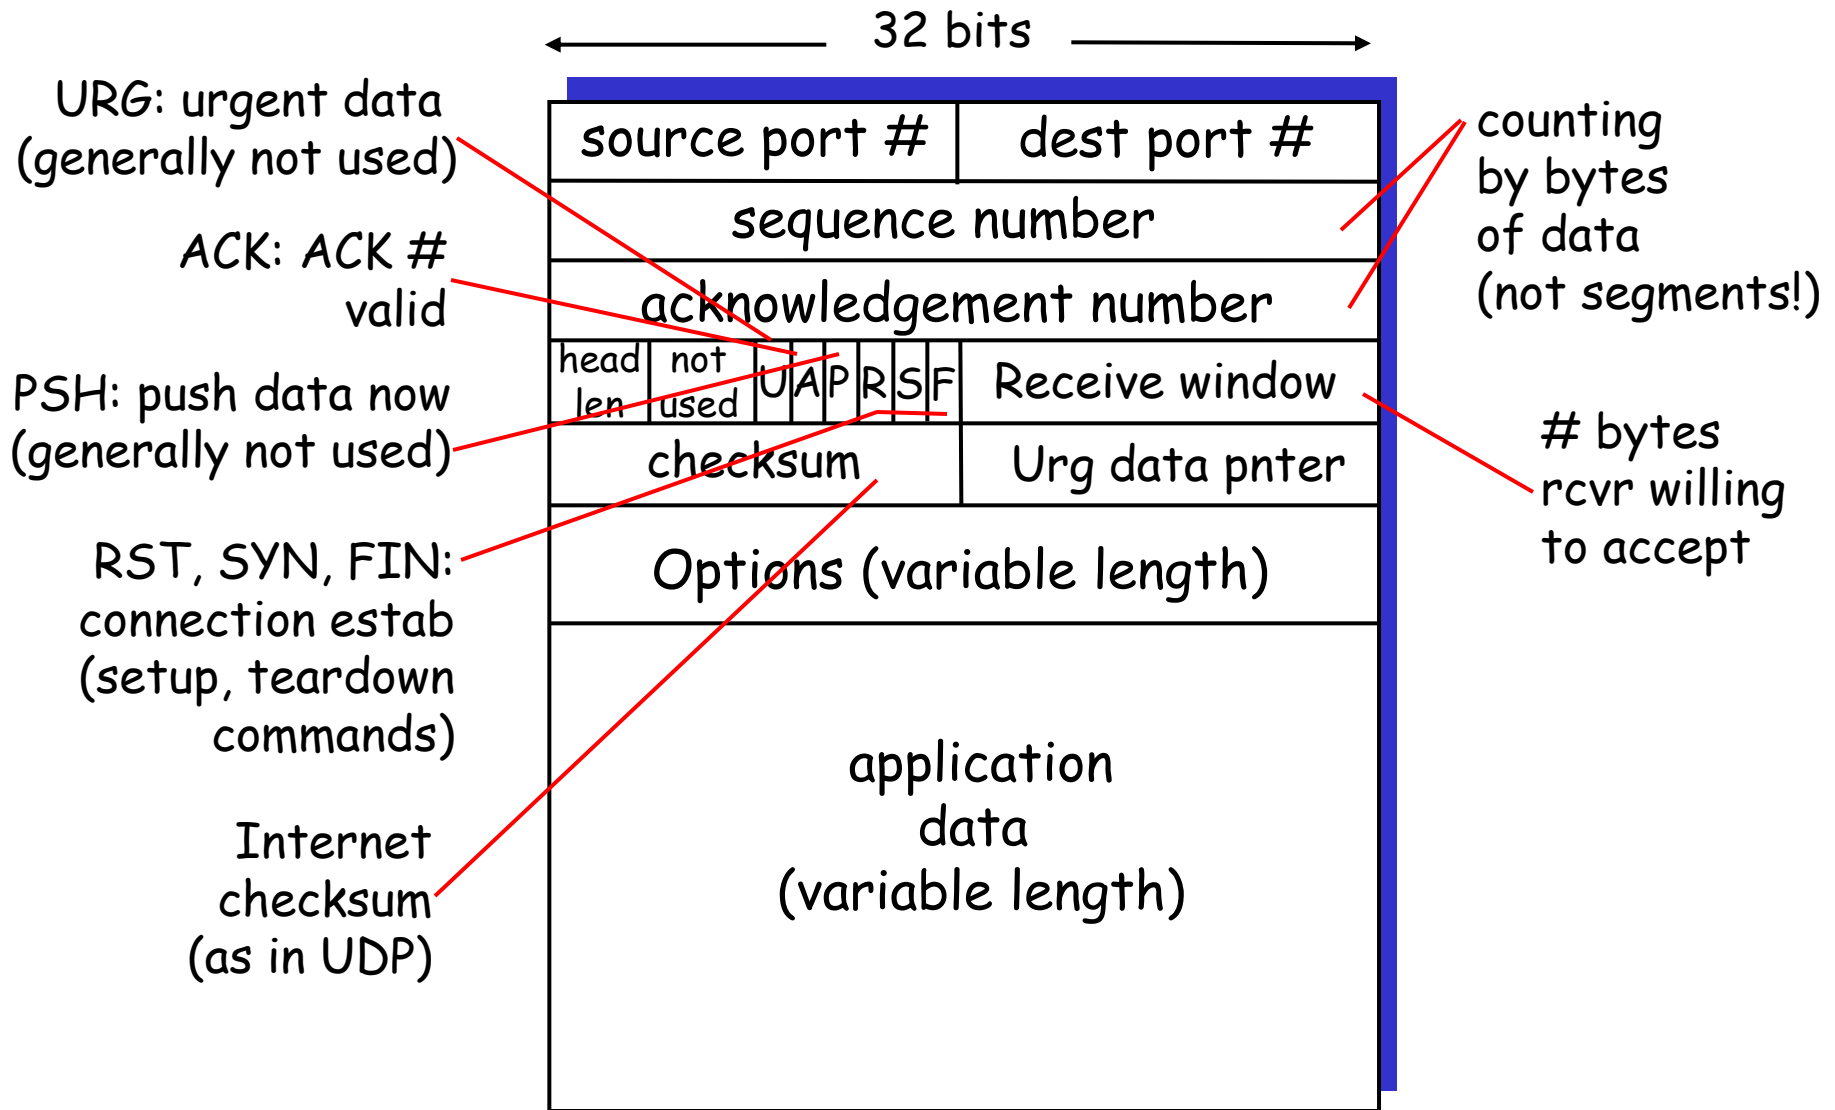 32 bits
URG: urgent data
(generally not used)
ACK: ACK #
valid
PSH: push data now
(generally not used)
RST, SYN, FIN:
connection estab
(setup, teardown
commands)
Internet
checksum
(as in UDP)
source port # dest port #
sequence number
acknowledgement number
head not
len used
U A P R S F
Receive window
checksum Urg data pnter
Options (variable length)
application
data
(variable length)
counting
by bytes
of data
(not segments!)
# bytes
rcvr willing
to accept